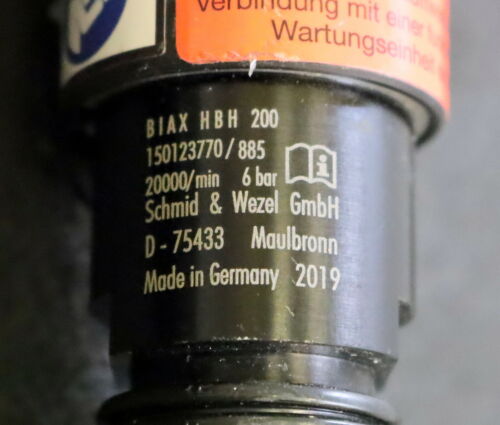 Verbindung mit einer
Wartungseinheit
BIAX HBH 200
150123770/885
20000/min 6 bar
Schmid & Wezel GmbH
D-75433 Maulbronn
Made in Germany 2019